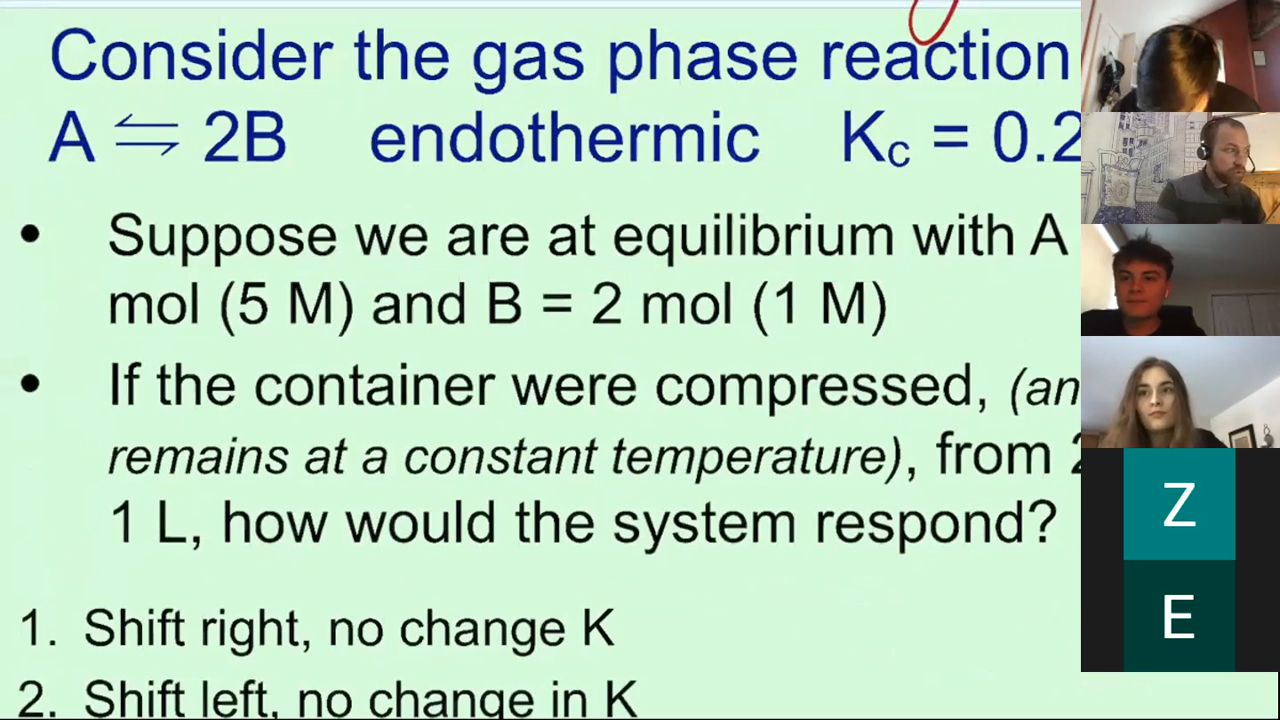 Consider the gas phase reaction
A ⇌ 2B endothermic Kc = 0.2
• Suppose we are at equilibrium with A
mol (5 M) and B = 2 mol (1 M)
• If the container were compressed, (an
remains at a constant temperature), from 2
1 L, how would the system respond?
1. Shift right, no change K
2. Shift left, no change in K
Z
E